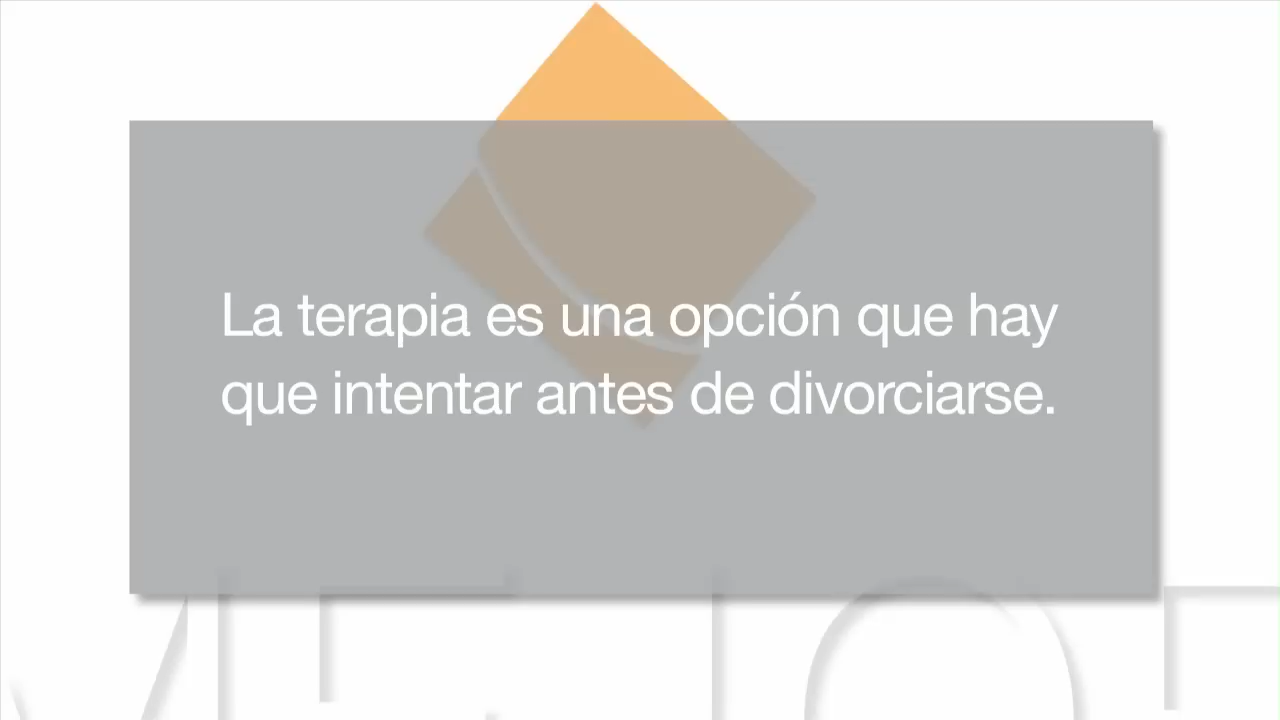 La terapia es una opción que hay
que intentar antes de divorciarse.